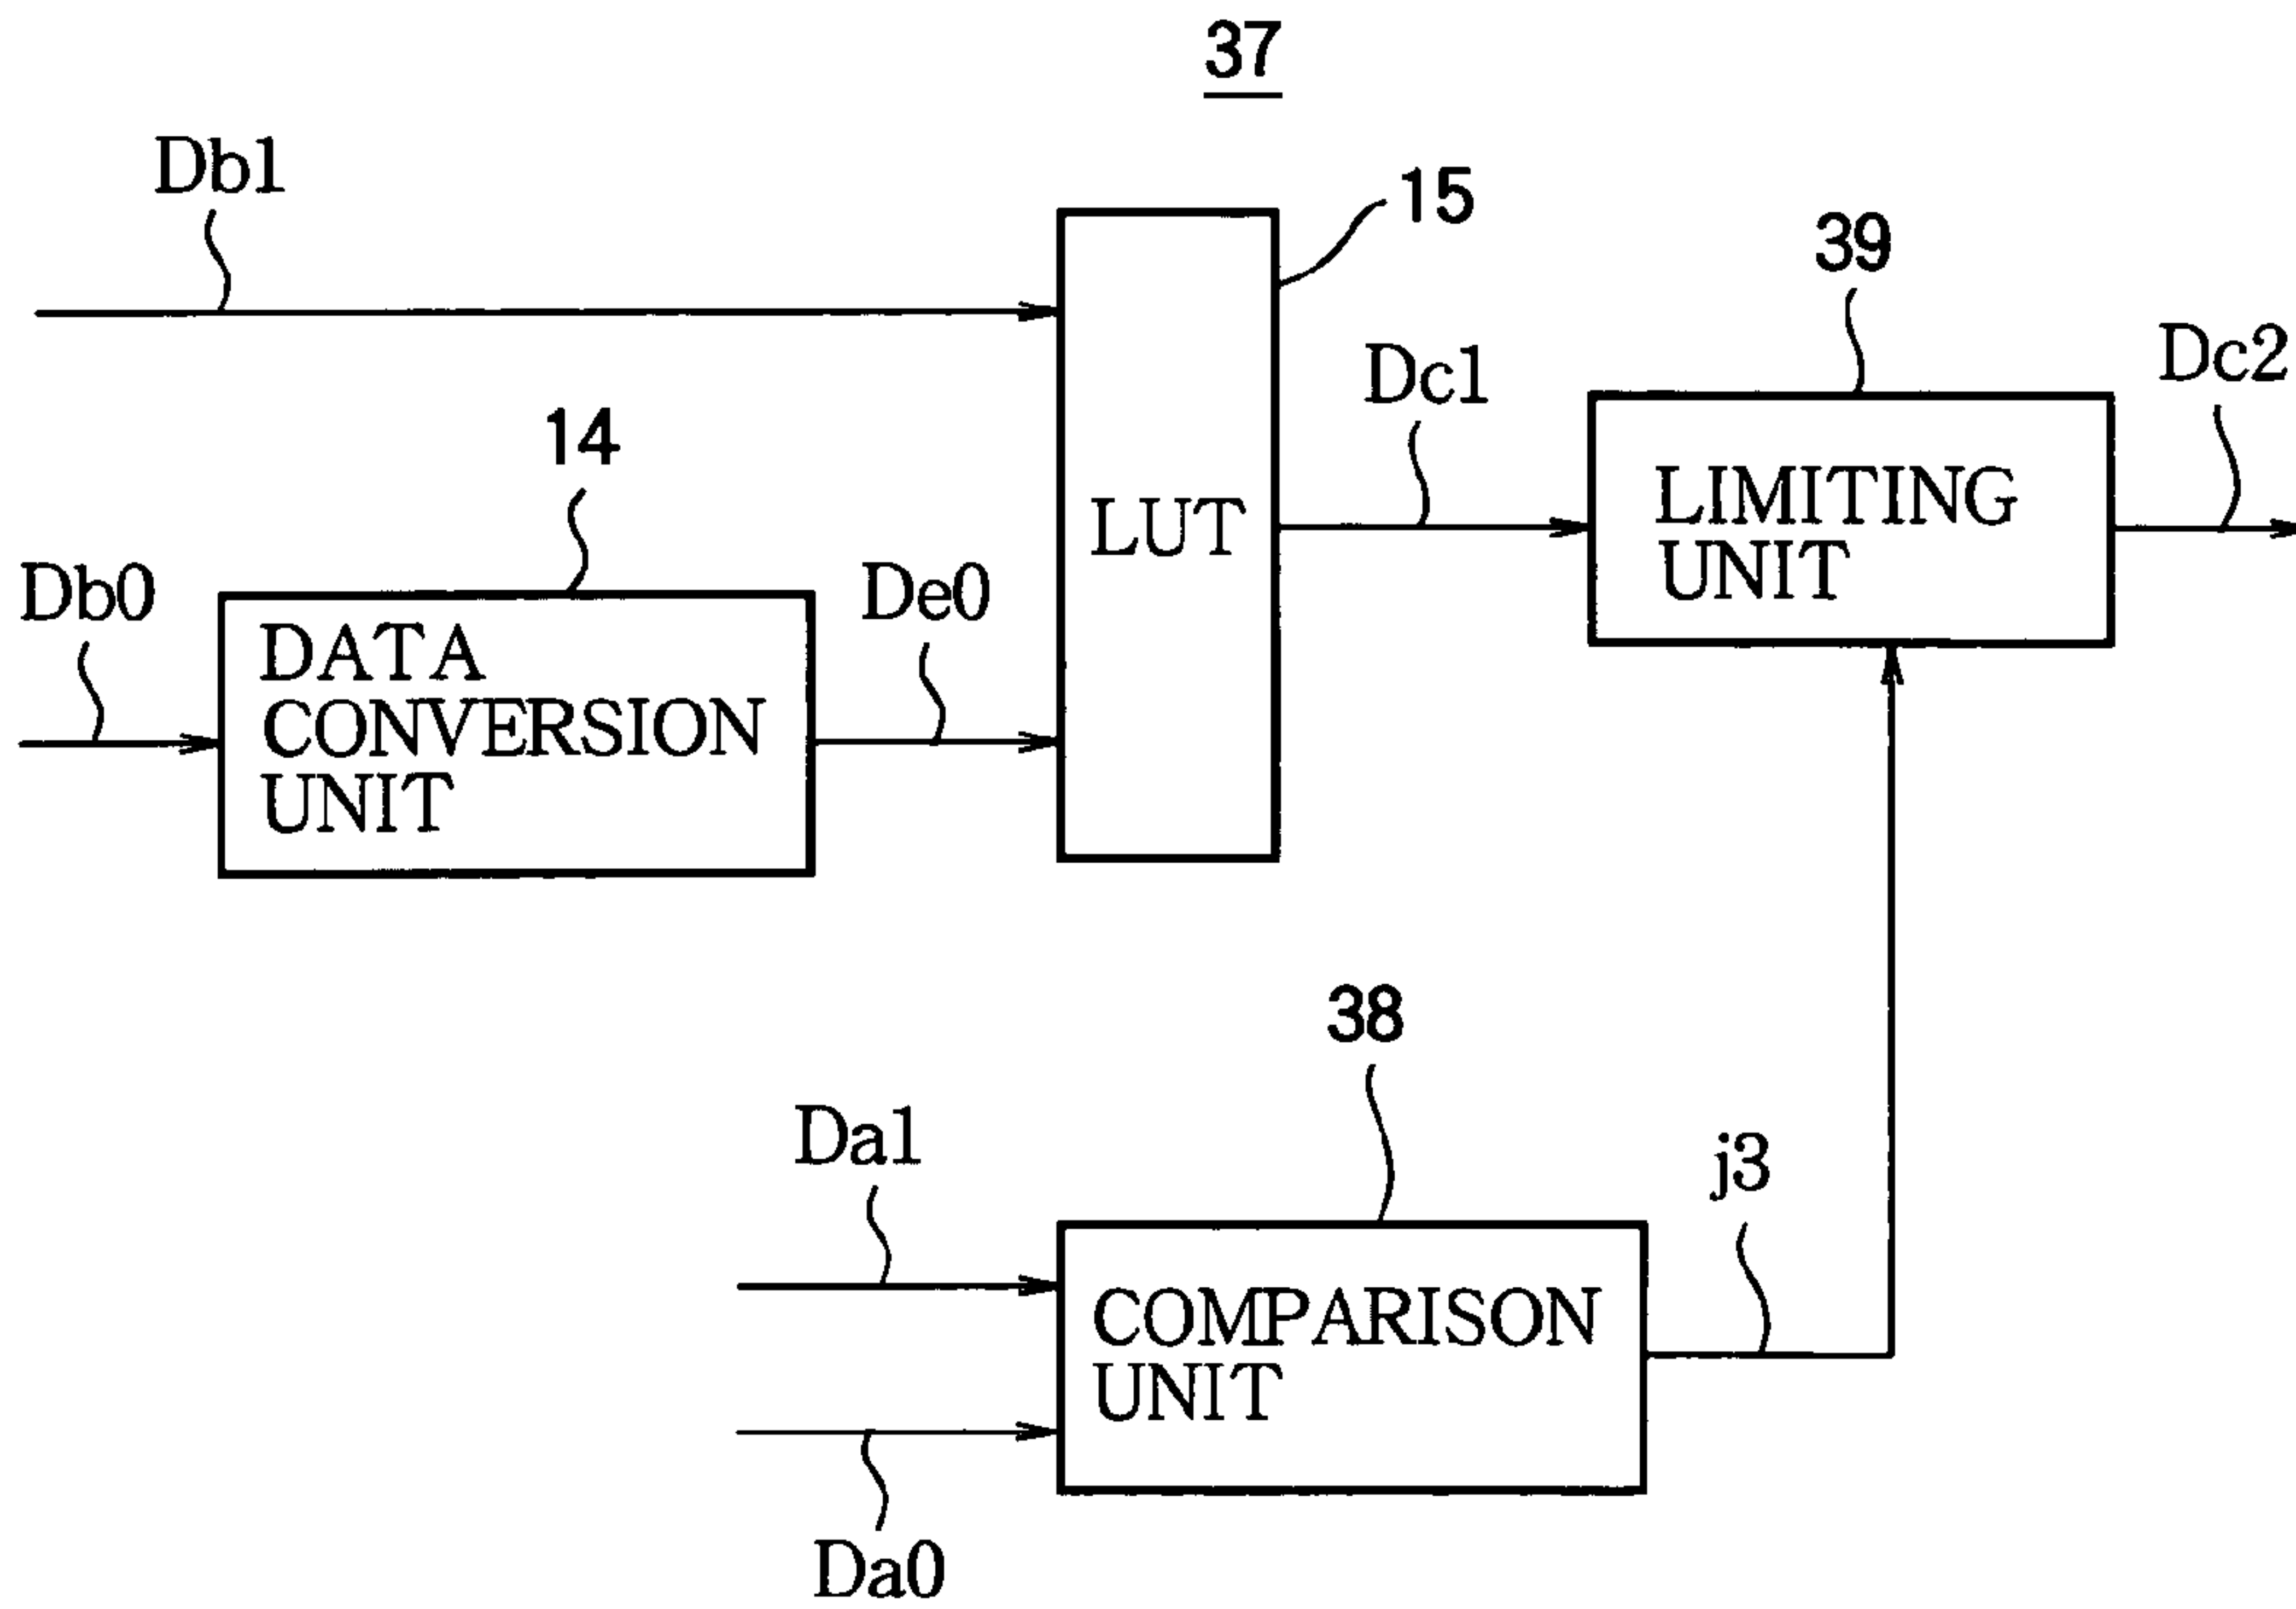 37
Db1
15
39
Dc1
Dc2
14
LUT
LIMITING
UNIT
Db0
De0
DATA
CONVERSION
UNIT
38
Da1
j3
COMPARISON
UNIT
Da0